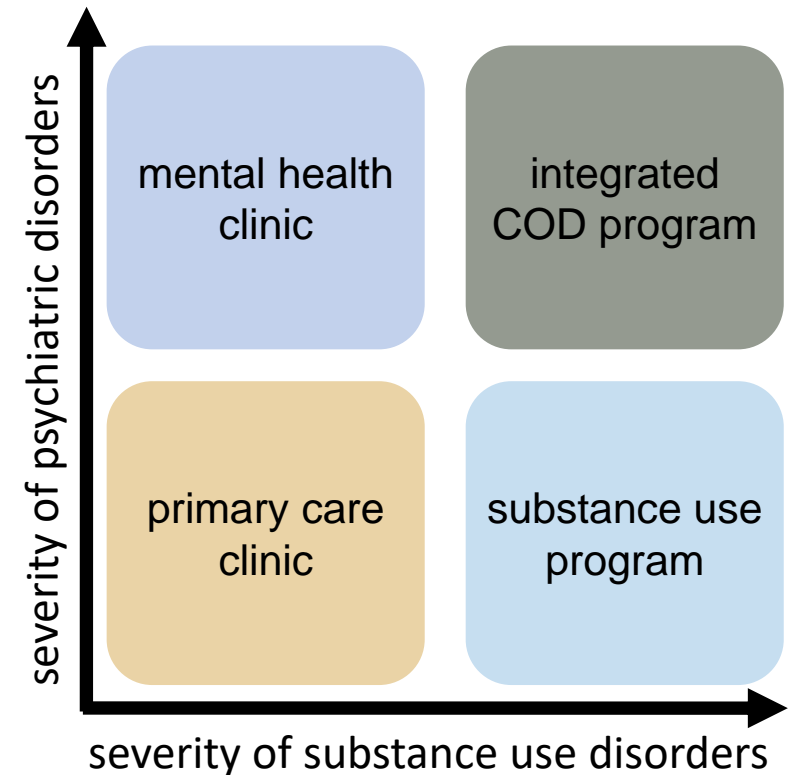 severity of psychiatric disorders
mental health
clinic
integrated
COD program
primary care
clinic
substance use
program
severity of substance use disorders